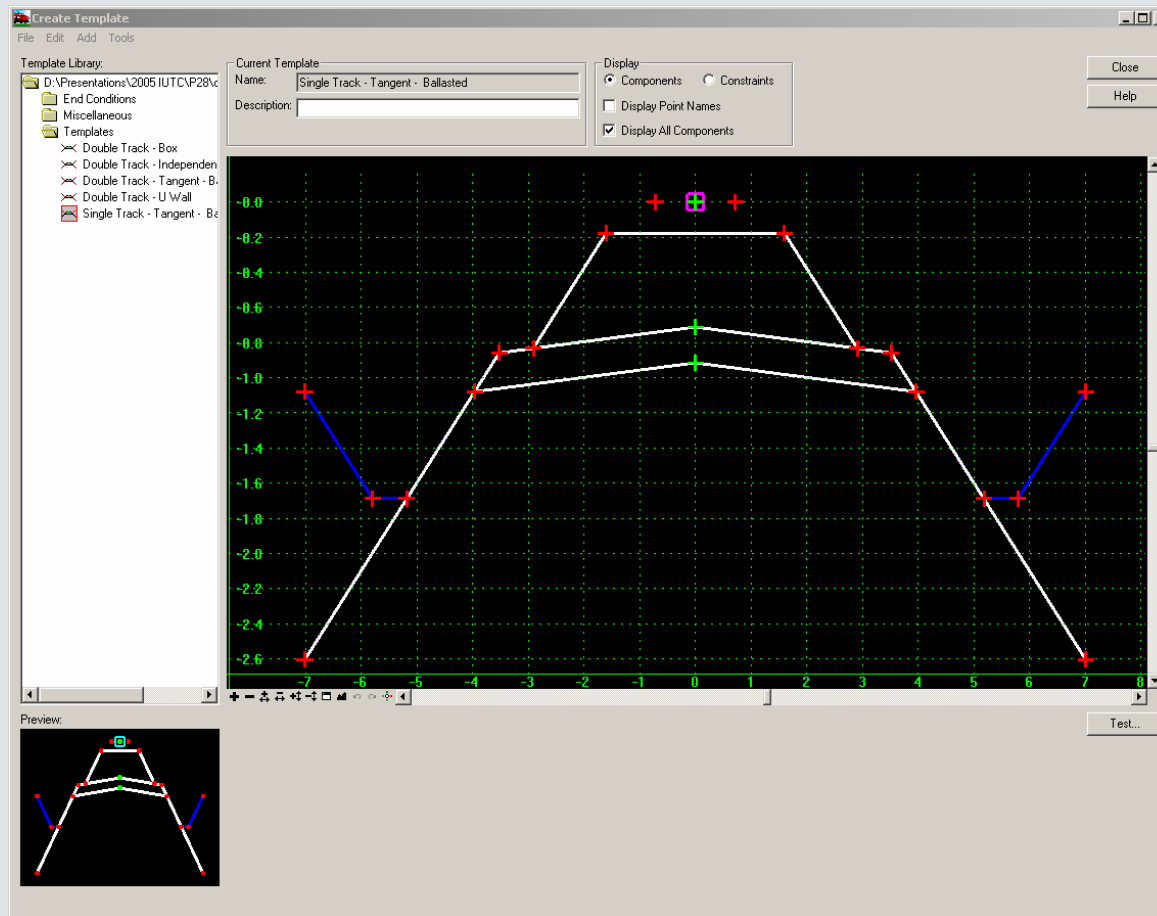 Create Template
File Edit Add Tools
Template Library:
D:\Presentations\2005 IUTC\P28\c
End Conditions
Miscellaneous
Templates
Double Track - Box
Double Track - Independen
Double Track - Tangent - B
Double Track - U Wall
Single Track - Tangent - Ba
Current Template
Name: Single Track - Tangent - Ballasted
Description:
Display
Components Constraints
Display Point Names
Display All Components
Close
Help
-0.0
-0.2
-0.4
-0.6
-0.8
-1.0
-1.2
-1.4
-1.6
-1.8
-2.0
-2.2
-2.4
-2.6
-7 -6 -5 -4 -3 -2 -1 0 1 2 3 4 5 6 7 8
Preview:
Test...